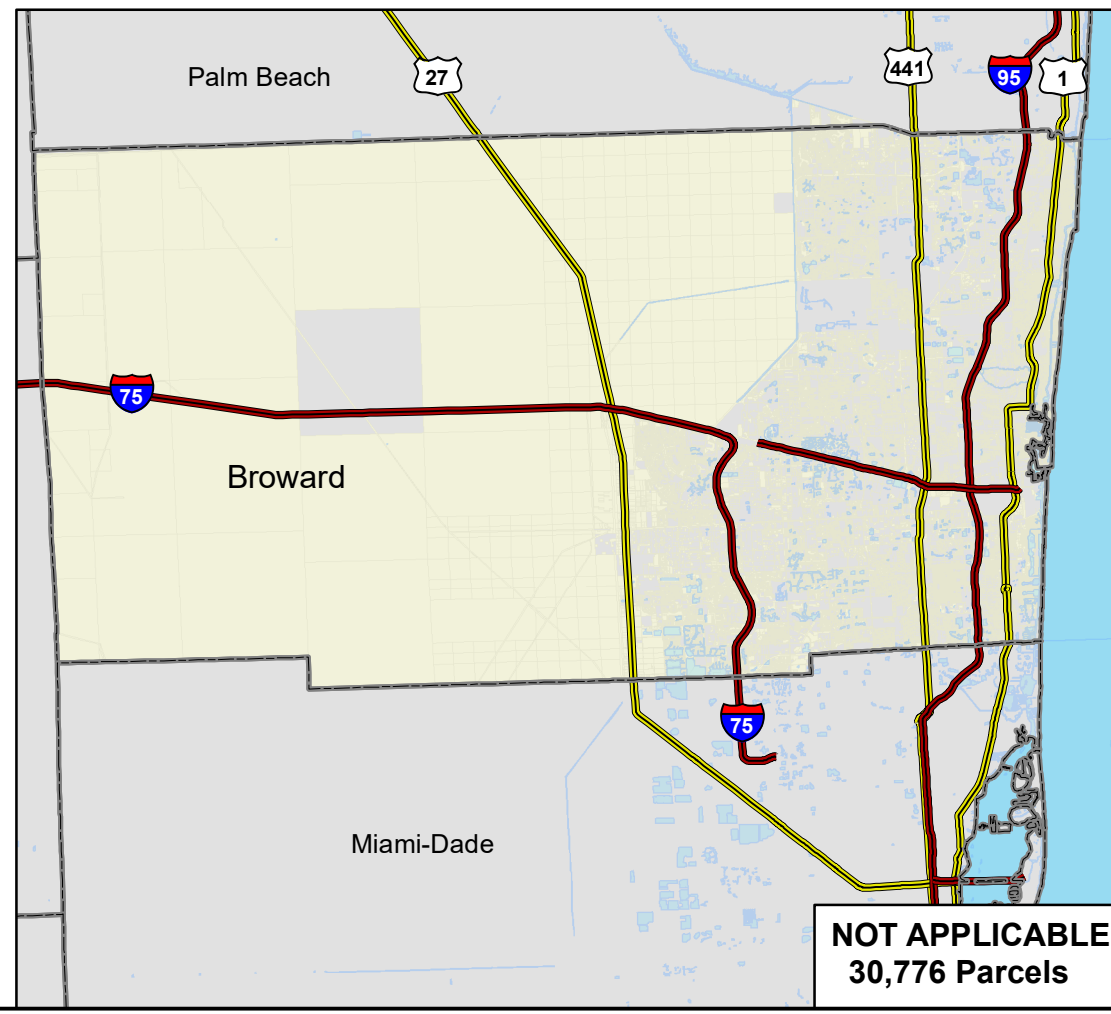 Palm Beach
27
441
95
1
75
Broward
75
Miami-Dade
NOT APPLICABLE
30,776 Parcels